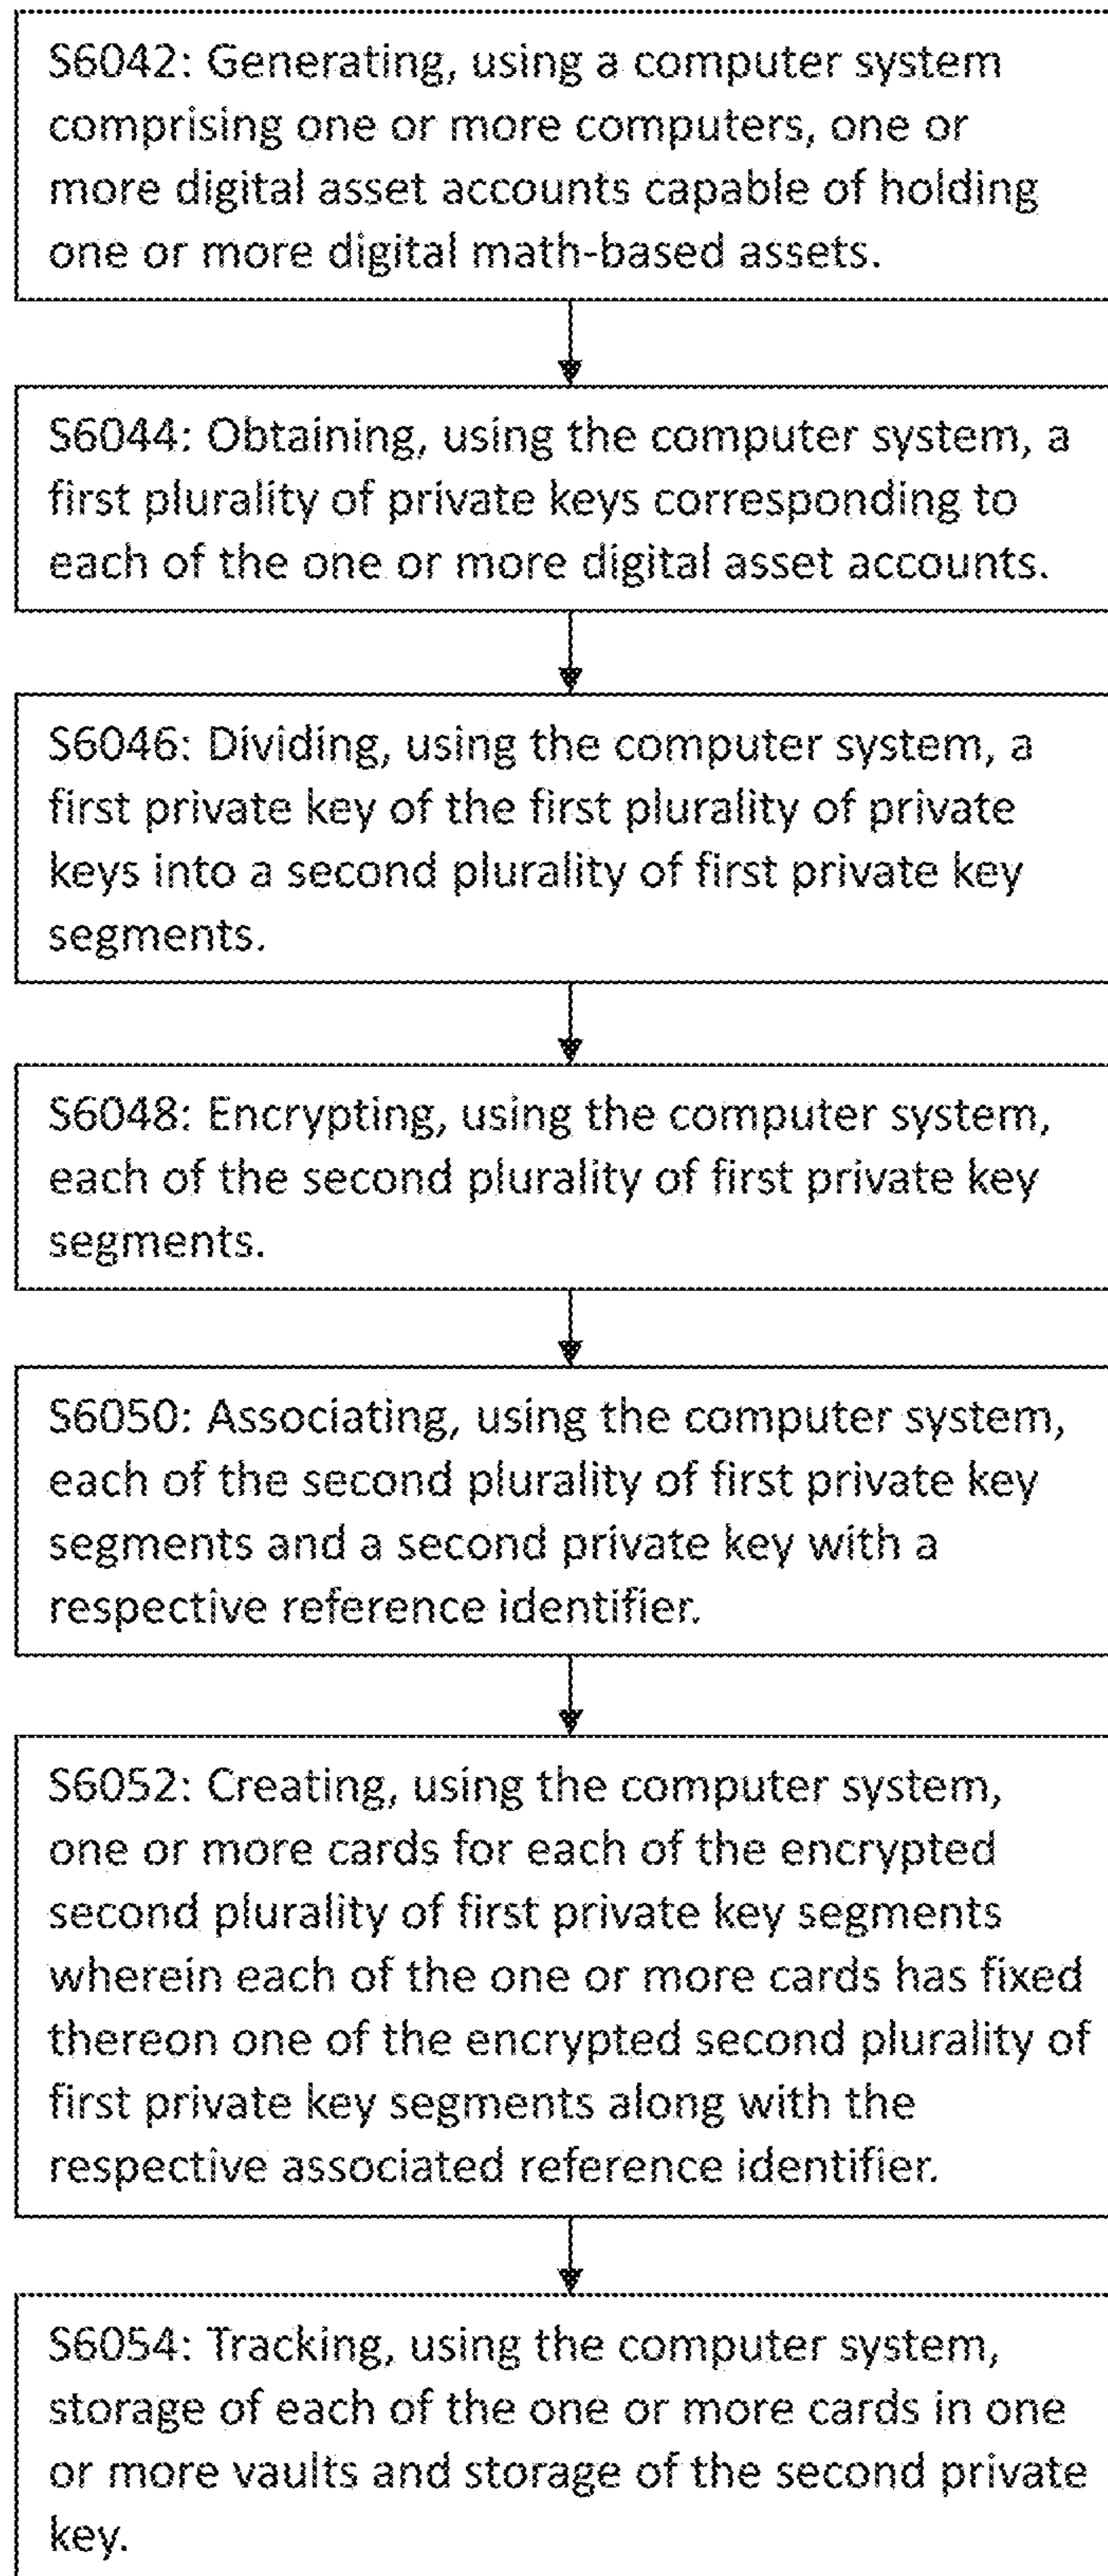 S6042: Generating, using a computer system
comprising one or more computers, one or
more digital asset accounts capable of holding
one or more digital math-based assets.
S6044: Obtaining, using the computer system, a
first plurality of private keys corresponding to
each of the one or more digital asset accounts.
S6046: Dividing, using the computer system, a
first private key of the first plurality of private
keys into a second plurality of first private key
segments.
S6048: Encrypting, using the computer system,
each of the second plurality of first private key
segments.
S6050: Associating, using the computer system,
each of the second plurality of first private key
segments and a second private key with a
respective reference identifier.
S6052: Creating, using the computer system,
one or more cards for each of the encrypted
second plurality of first private key segments
wherein each of the one or more cards has fixed
thereon one of the encrypted second plurality of
first private key segments along with the
respective associated reference identifier.
S6054: Tracking, using the computer system,
storage of each of the one or more cards in one
or more vaults and storage of the second private
key.